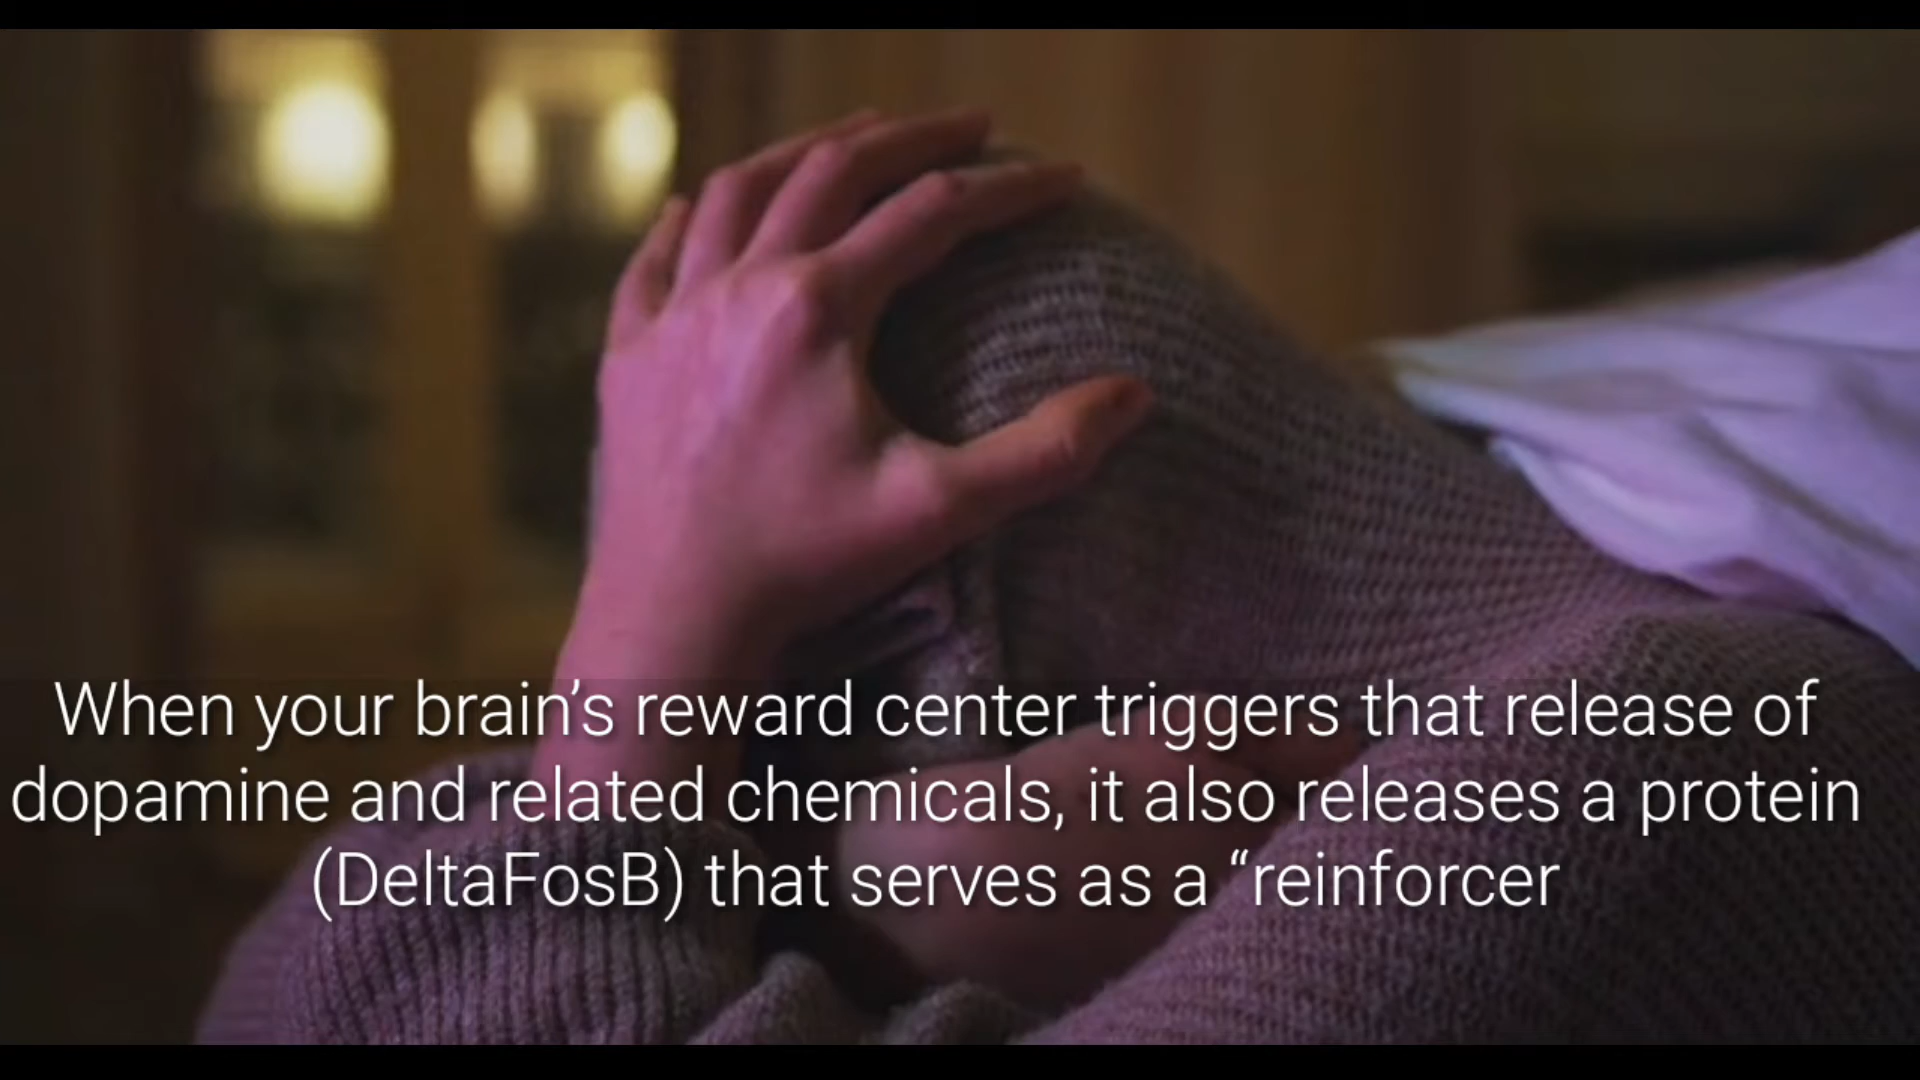 When your brain’s reward center triggers that release of
dopamine and related chemicals, it also releases a protein
(DeltaFosB) that serves as a “reinforcer